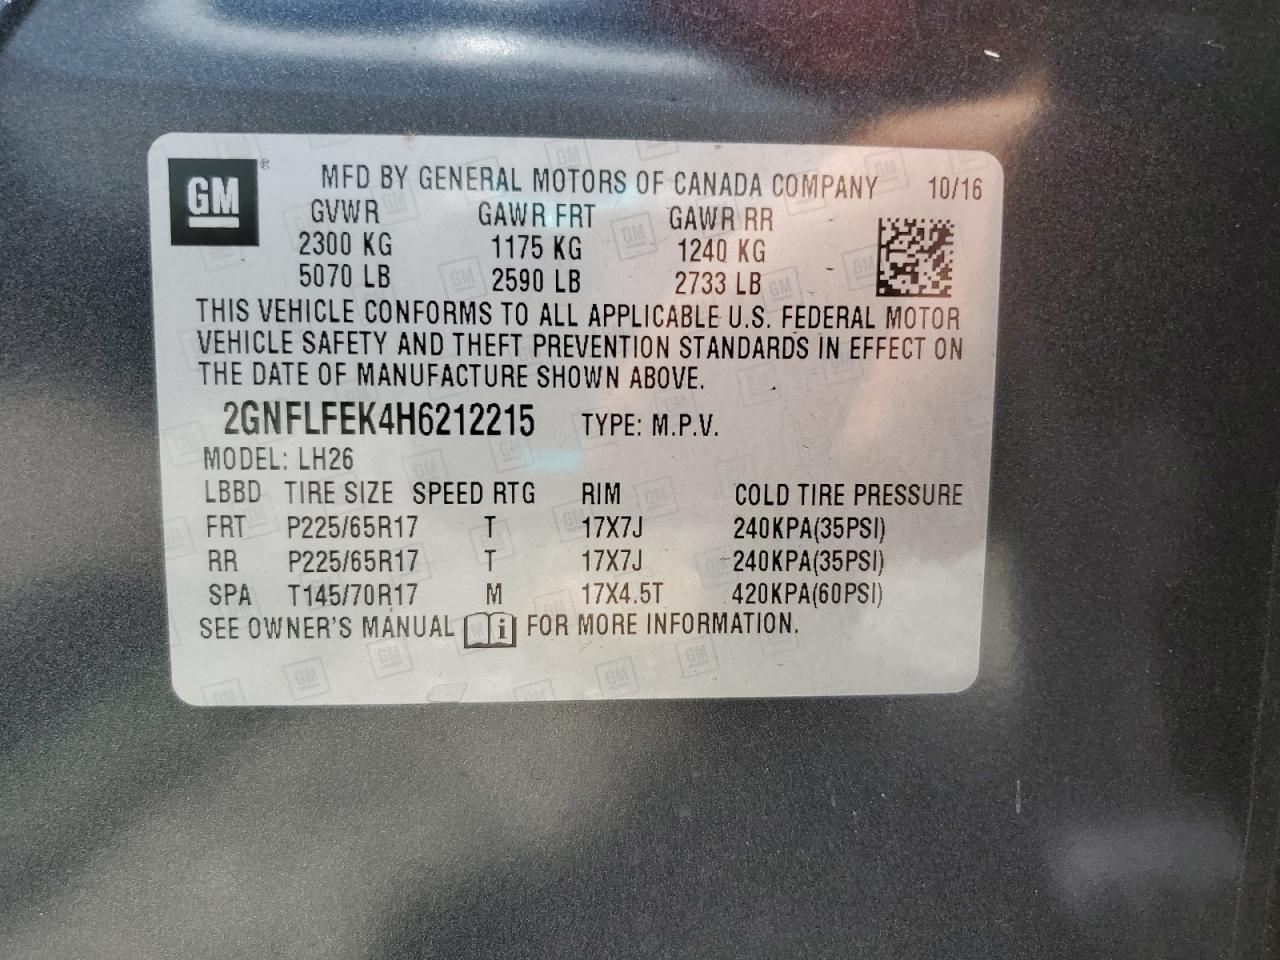 GM ® MFD BY GENERAL MOTORS OF CANADA COMPANY 10/16
GVWR GAWR FRT GAWR RR
2300 KG 1175 KG 1240 KG
5070 LB 2590 LB 2733 LB
THIS VEHICLE CONFORMS TO ALL APPLICABLE U.S. FEDERAL MOTOR
VEHICLE SAFETY AND THEFT PREVENTION STANDARDS IN EFFECT ON
THE DATE OF MANUFACTURE SHOWN ABOVE.
2GNFLFEK4H6212215 TYPE: M.P.V.
MODEL: LH26
LBBD TIRE SIZE SPEED RTG RIM COLD TIRE PRESSURE
FRT P225/65R17 T 17X7J 240KPA(35PSI)
RR P225/65R17 T 17X7J 240KPA(35PSI)
SPA T145/70R17 M 17X4.5T 420KPA(60PSI)
SEE OWNER'S MANUAL i FOR MORE INFORMATION.